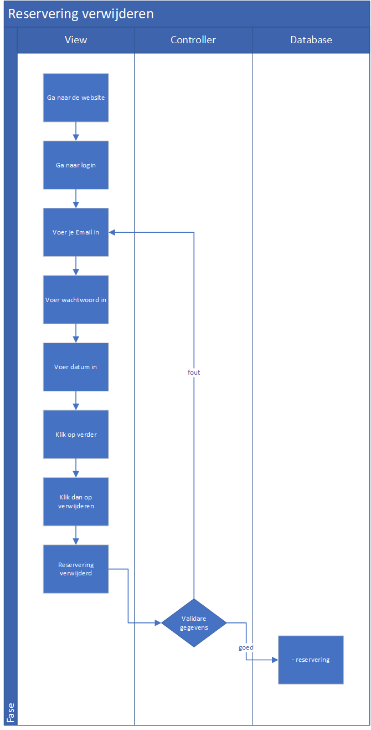 Reservering verwijderen
View
Controller
Database
Ga naar de website
Ga naar login
Voer je Email in
Voer wachtwoord in
Voer datum in
fout
Klik op verder
Klik dan op
verwijderen
Reservering
verwijderd
Validare
gegevens
goed
- reservering
Fase